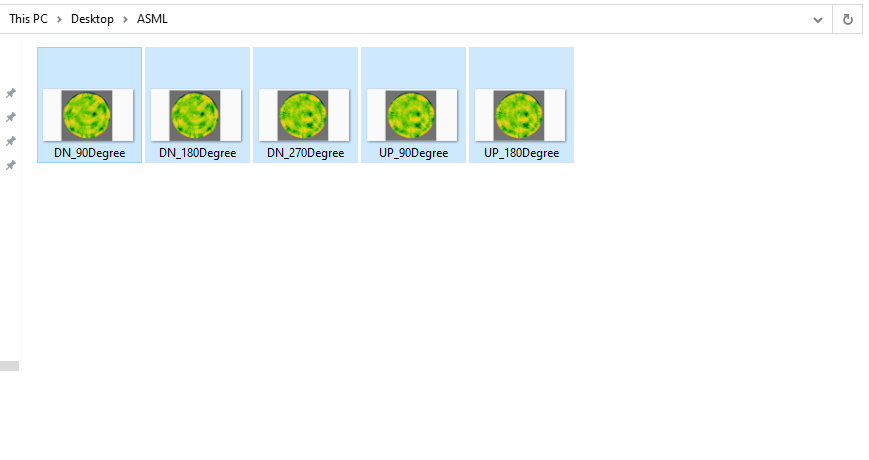 This PC > Desktop > ASML
DN_90Degree DN_180Degree DN_270Degree UP_90Degree UP_180Degree